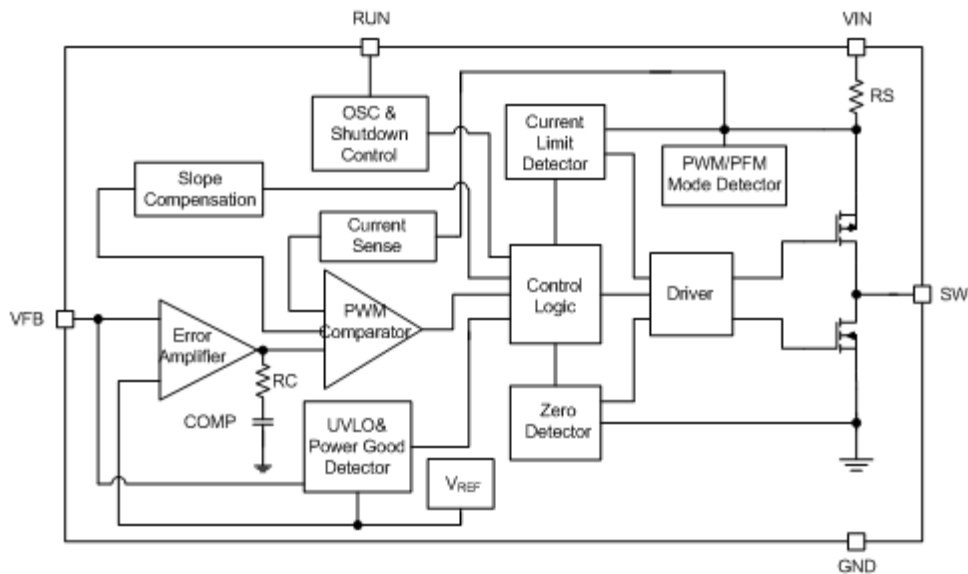 RUN
VIN
RS
OSC &
Shutdown
Control
Current
Limit
Detector
PWM/PFM
Mode Detector
Slope
Compensation
Current
Sense
PWM
Comparator
Control
Logic
Driver
SW
VFB
Error
Amplifier
RC
COMP
UVLO&
Power Good
Detector
VREF
Zero
Detector
GND